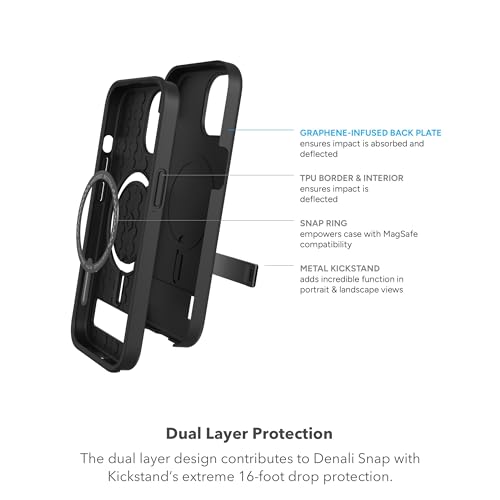 GRAPHENE-INFUSED BACK PLATE
ensures impact is absorbed and
deflected
TPU BORDER & INTERIOR
ensures impact is
deflected
SNAP RING
empowers case with MagSafe
compatibility
METAL KICKSTAND
adds incredible function in
portrait & landscape views
Dual Layer Protection
The dual layer design contributes to Denali Snap with
Kickstand's extreme 16-foot drop protection.